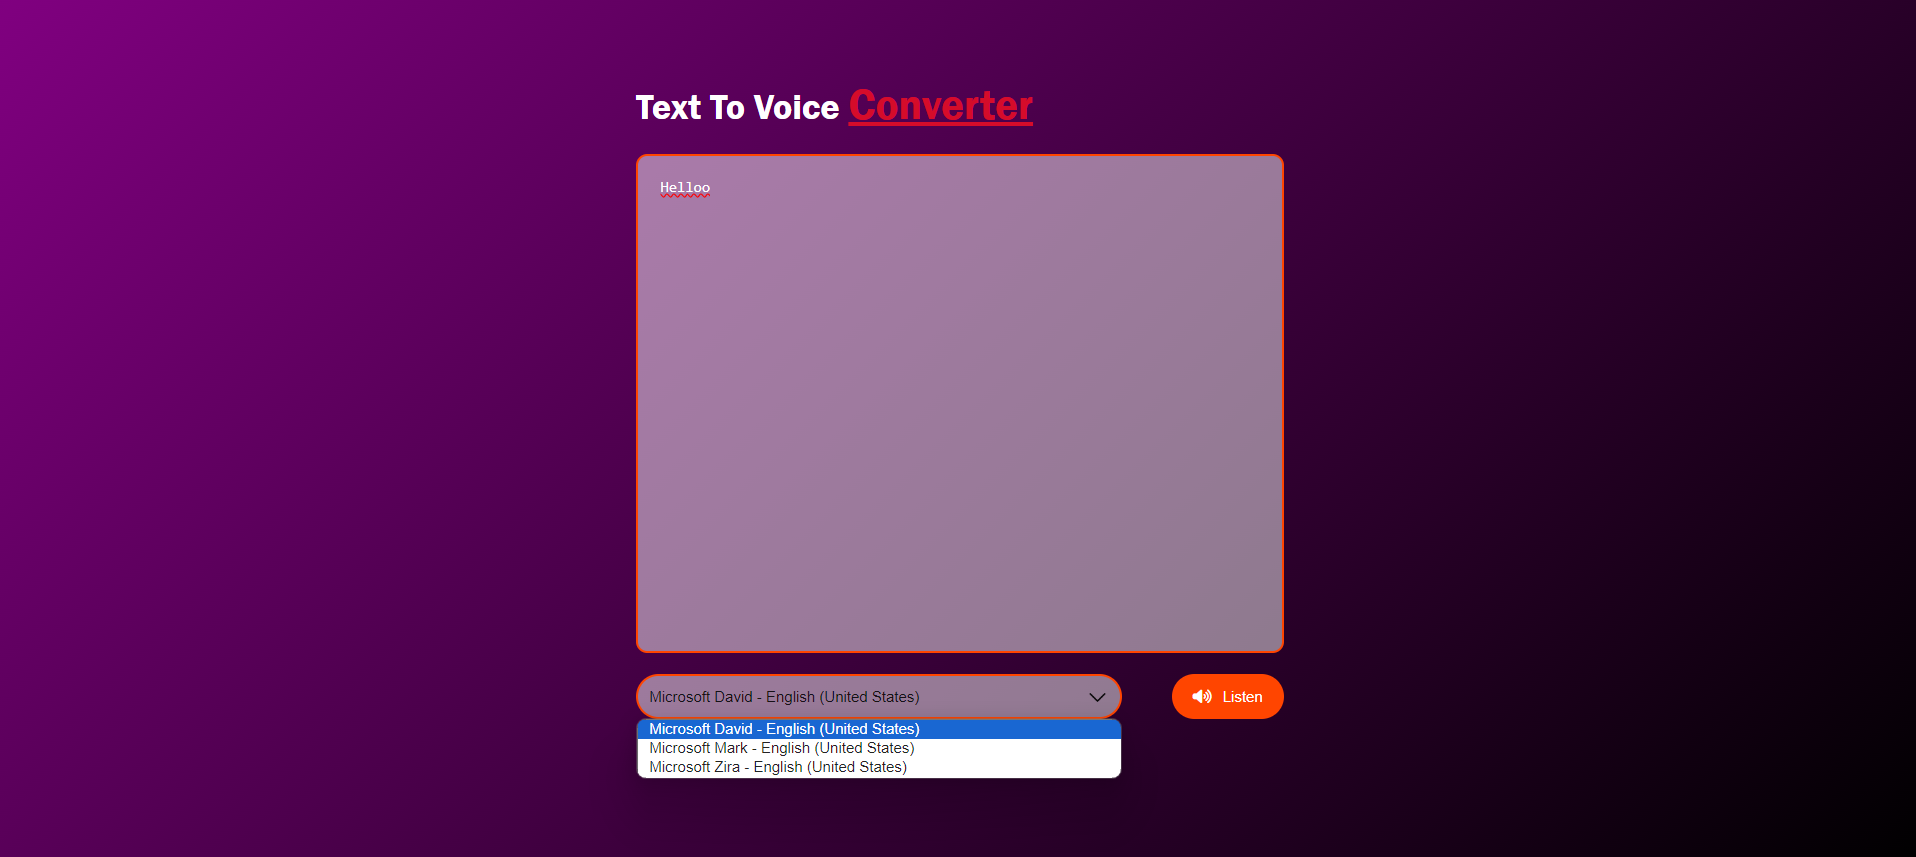 Text To Voice Converter
Helloo
Microsoft David - English (United States)
Listen
Microsoft David - English (United States)
Microsoft Mark - English (United States)
Microsoft Zira - English (United States)